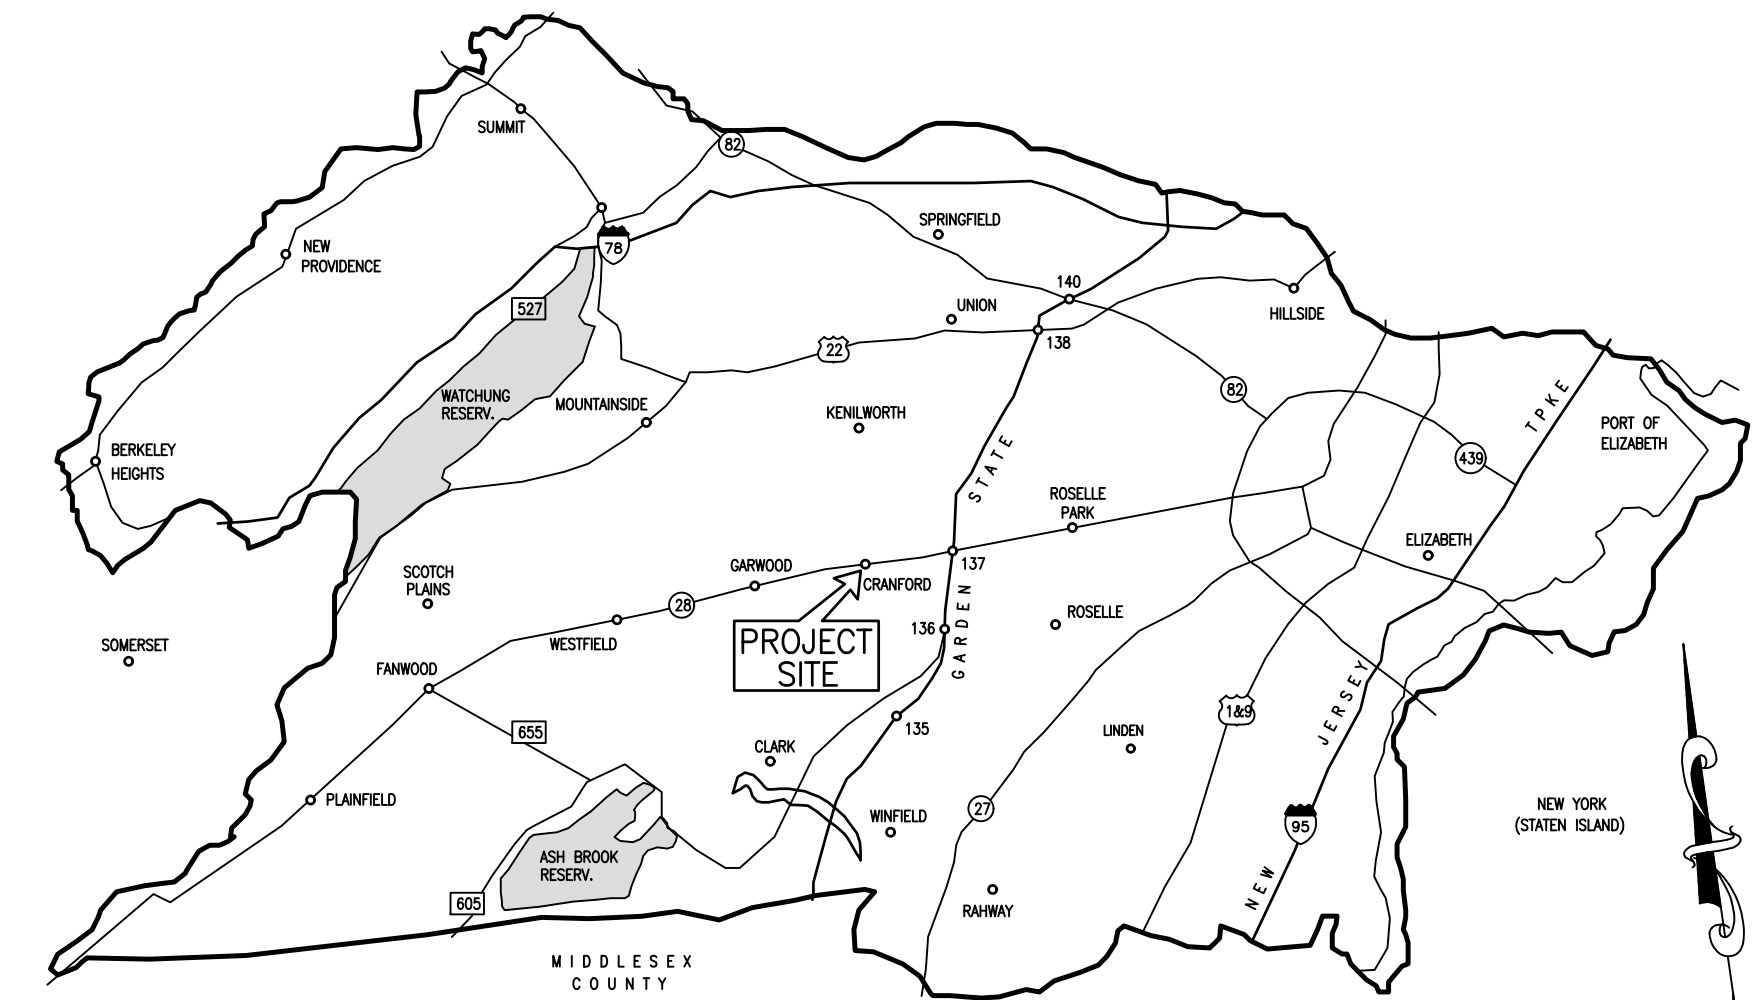 SUMMIT
82
SPRINGFIELD
NEW
PROVIDENCE
78
140
527
UNION
HILLSIDE
138
22
82
WATCHUNG
RESERV.
MOUNTAINSIDE
KENILWORTH
TPKE
PORT OF
ELIZABETH
BERKELEY
HEIGHTS
439
STATE
ROSELLE
PARK
ELIZABETH
137
GARWOOD
CRANFORD
SCOTCH
PLAINS
28
ROSELLE
136
GARDEN
PROJECT
SITE
WESTFIELD
SOMERSET
FANWOOD
JERSEY
1&9
135
LINDEN
655
CLARK
PLAINFIELD
27
WINFIELD
95
NEW YORK
(STATEN ISLAND)
ASH BROOK
RESERV.
NEW
605
RAHWAY
MIDDLESEX
COUNTY